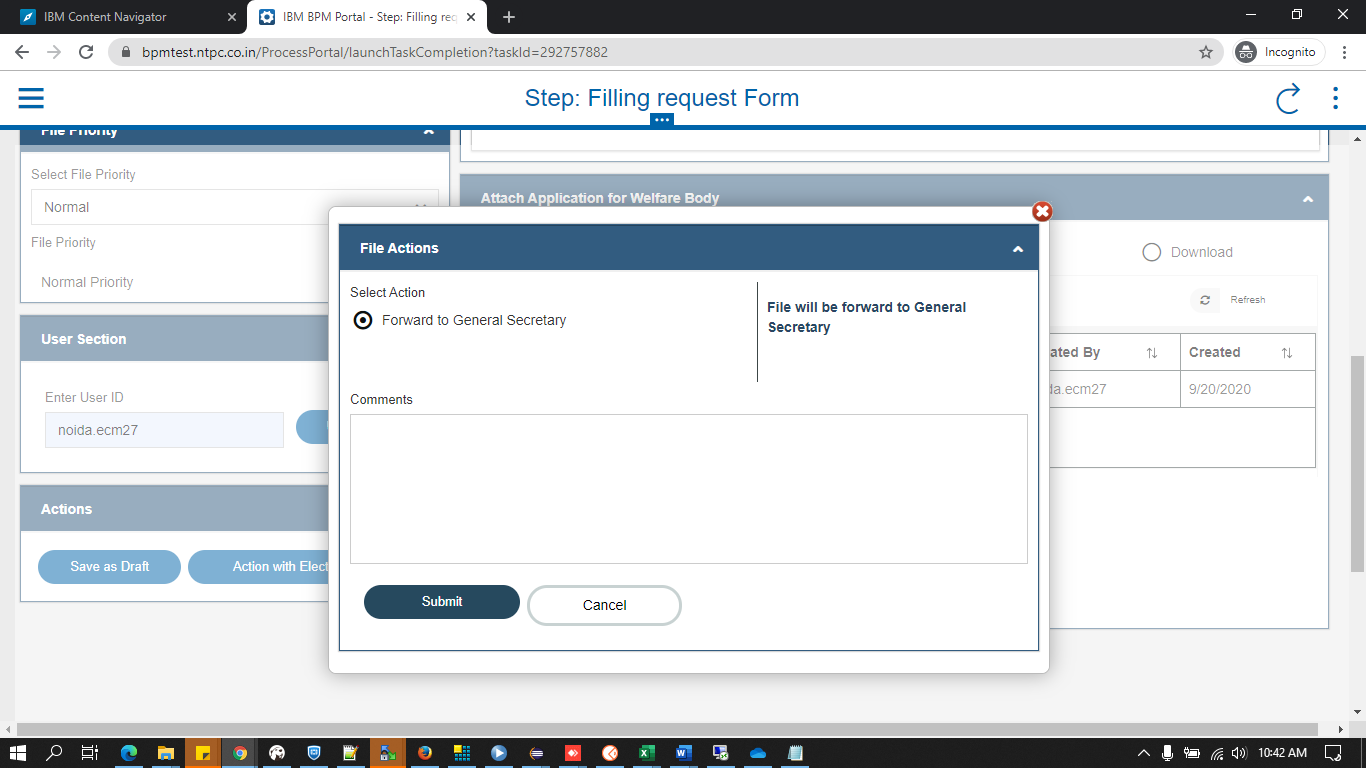 IBM Content Navigator
IBM BPM Portal - Step: Filling req
bpmtest.ntpc.co.in/ProcessPortal/launchTaskCompletion?taskId=292757882
Incognito
Step: Filling request Form
File Priority
Select File Priority
Normal
File Priority
Normal Priority
User Section
Enter User ID
noida.ecm27
Actions
Save as Draft
Action with Elect
Attach Application for Welfare Body
Download
Refresh
ated By
Created
da.ecm27
9/20/2020
File Actions
Select Action
Forward to General Secretary
File will be forward to General
Secretary
Comments
Submit
Cancel
10:42 AM